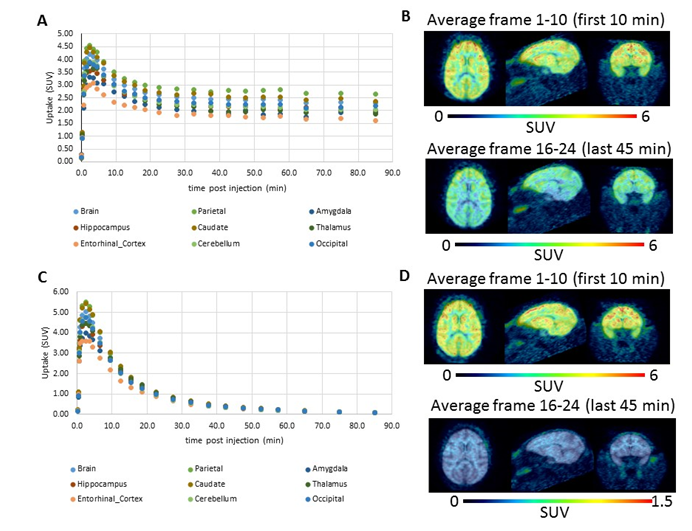 A
5.00
4.50
4.00
3.50
3.00
2.50
2.00
1.50
1.00
0.50
0.00
Uptake (SUV)
0.0 10.0 20.0 30.0 40.0 50.0 60.0 70.0 80.0 90.0
time post injection (min)
Brain Parietal Amygdala
Hippocampus Caudate Thalamus
Entorhinal_Cortex Cerebellum Occipital
B
Average frame 1-10 (first 10 min)
0 6
SUV
Average frame 16-24 (last 45 min)
0 6
SUV
C
6.00
5.00
4.00
3.00
2.00
1.00
0.00
Uptake (SUV)
0.0 10.0 20.0 30.0 40.0 50.0 60.0 70.0 80.0 90.0
time post injection (min)
Brain Parietal Amygdala
Hippocampus Caudate Thalamus
Entorhinal_Cortex Cerebellum Occipital
D
Average frame 1-10 (first 10 min)
0 6
SUV
Average frame 16-24 (last 45 min)
0 1.5
SUV